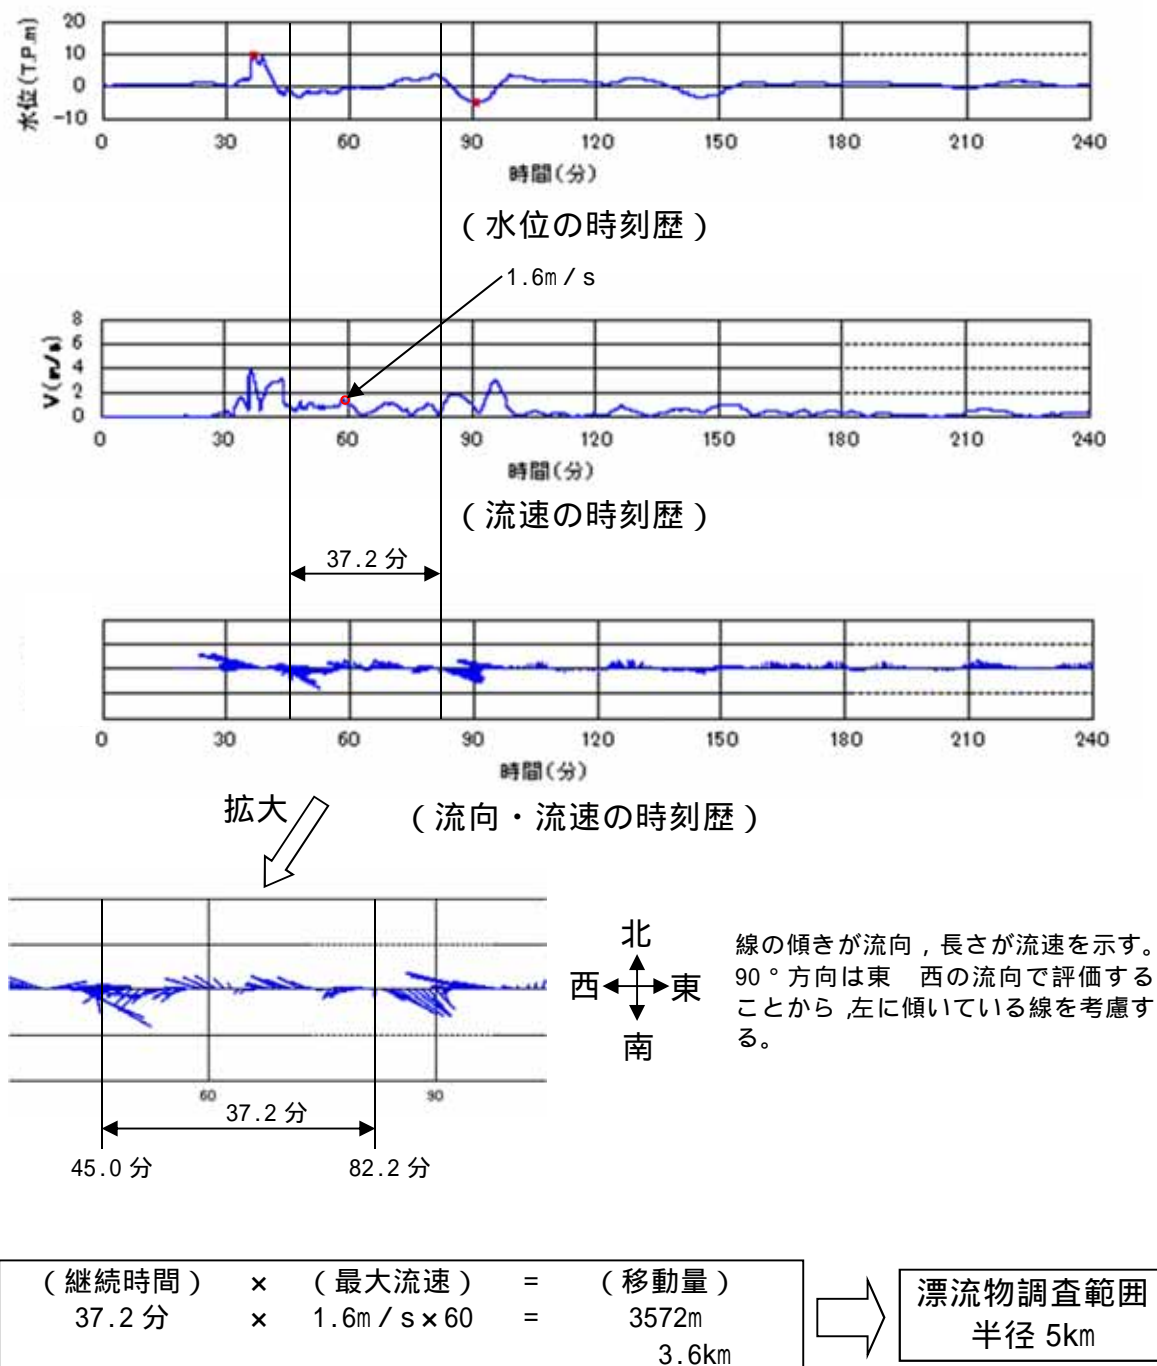 水位(T.P.m)
20
10
0
-10
0 30 60 90 120 150 180 210 240
時間(分)
(水位の時刻歴)
1.6m/s
V(m/s)
8
6
4
2
0
0 30 60 90 120 150 180 210 240
時間(分)
(流速の時刻歴)
37.2 分
0 30 60 90 120 150 180 210 240
時間(分)
拡大
(流向・流速の時刻歴)
60 90
37.2 分
45.0 分 82.2 分
北
西 東
南
線の傾きが流向,長さが流速を示す。
90°方向は東 西の流向で評価する
ことから,左に傾いている線を考慮す
る。
(継続時間) × (最大流速) = (移動量)
37.2 分 × 1.6m/s×60 = 3572m
3.6km
漂流物調査範囲
半径 5km